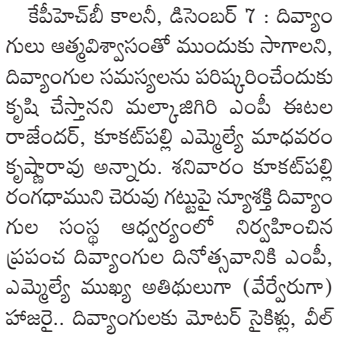 కేపీహెచ్‌బీ కాలనీ, డిసెంబర్ 7 : దివ్యాం
గులు ఆత్మవిశ్వాసంతో ముందుకు సాగాలని,
దివ్యాంగుల సమస్యలను పరిష్కరించేందుకు
కృషి చేస్తానని మల్కాజిగిరి ఎంపీ ఈటల
రాజేందర్, కూకట్‌పల్లి ఎమ్మెల్యే మాధవరం
కృష్ణారావు అన్నారు. శనివారం కూకట్‌పల్లి
రంగధాముని చెరువు గట్టుపై న్యూశక్తి దివ్యాం
గుల సంస్థ ఆధ్వర్యంలో నిర్వహించిన
ప్రపంచ దివ్యాంగుల దినోత్సవానికి ఎంపీ,
ఎమ్మెల్యే ముఖ్య అతిథులుగా (వేర్వేరుగా)
హాజరై.. దివ్యాంగులకు మోటర్ సైకిళ్లు, వీల్